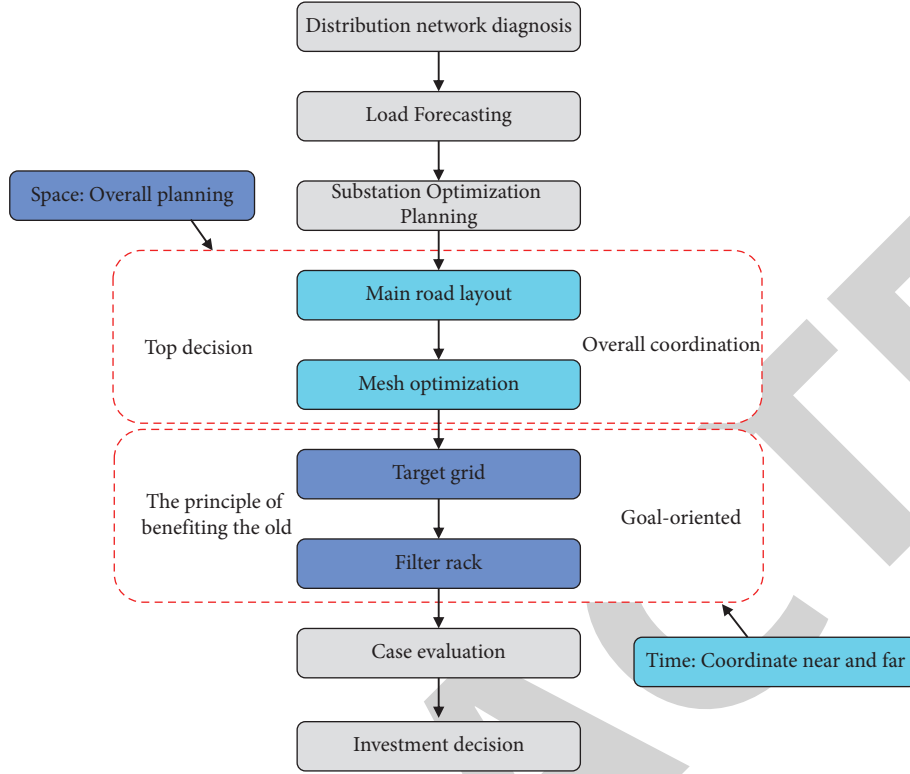 Distribution network diagnosis
Load Forecasting
Space: Overall planning
Substation Optimization
Planning
Main road layout
Top decision
Overall coordination
Mesh optimization
Target grid
The principle of
benefiting the old
Goal-oriented
Filter rack
Case evaluation
Time: Coordinate near and far
Investment decision